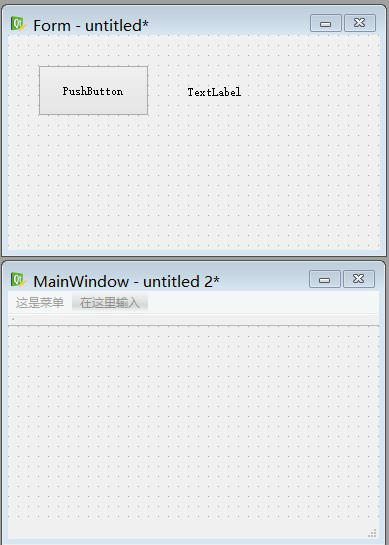 Form - untitled*
PushButton
TextLabel
MainWindow - untitled 2*
这是菜单 在这里输入